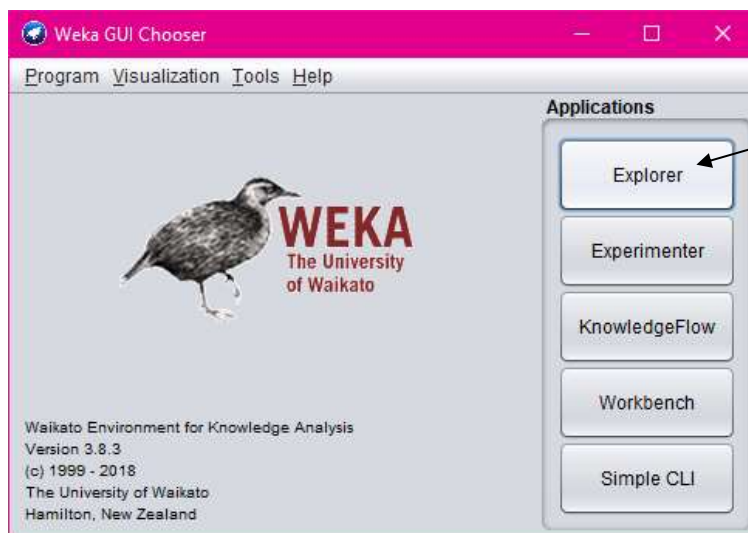 Weka GUI Chooser
Program Visualization Tools Help
Applications
Explorer
Experimenter
KnowledgeFlow
Workbench
Simple CLI
WEKA
The University
of Waikato
Waikato Environment for Knowledge Analysis
Version 3.8.3
(c) 1999 - 2018
The University of Waikato
Hamilton, New Zealand